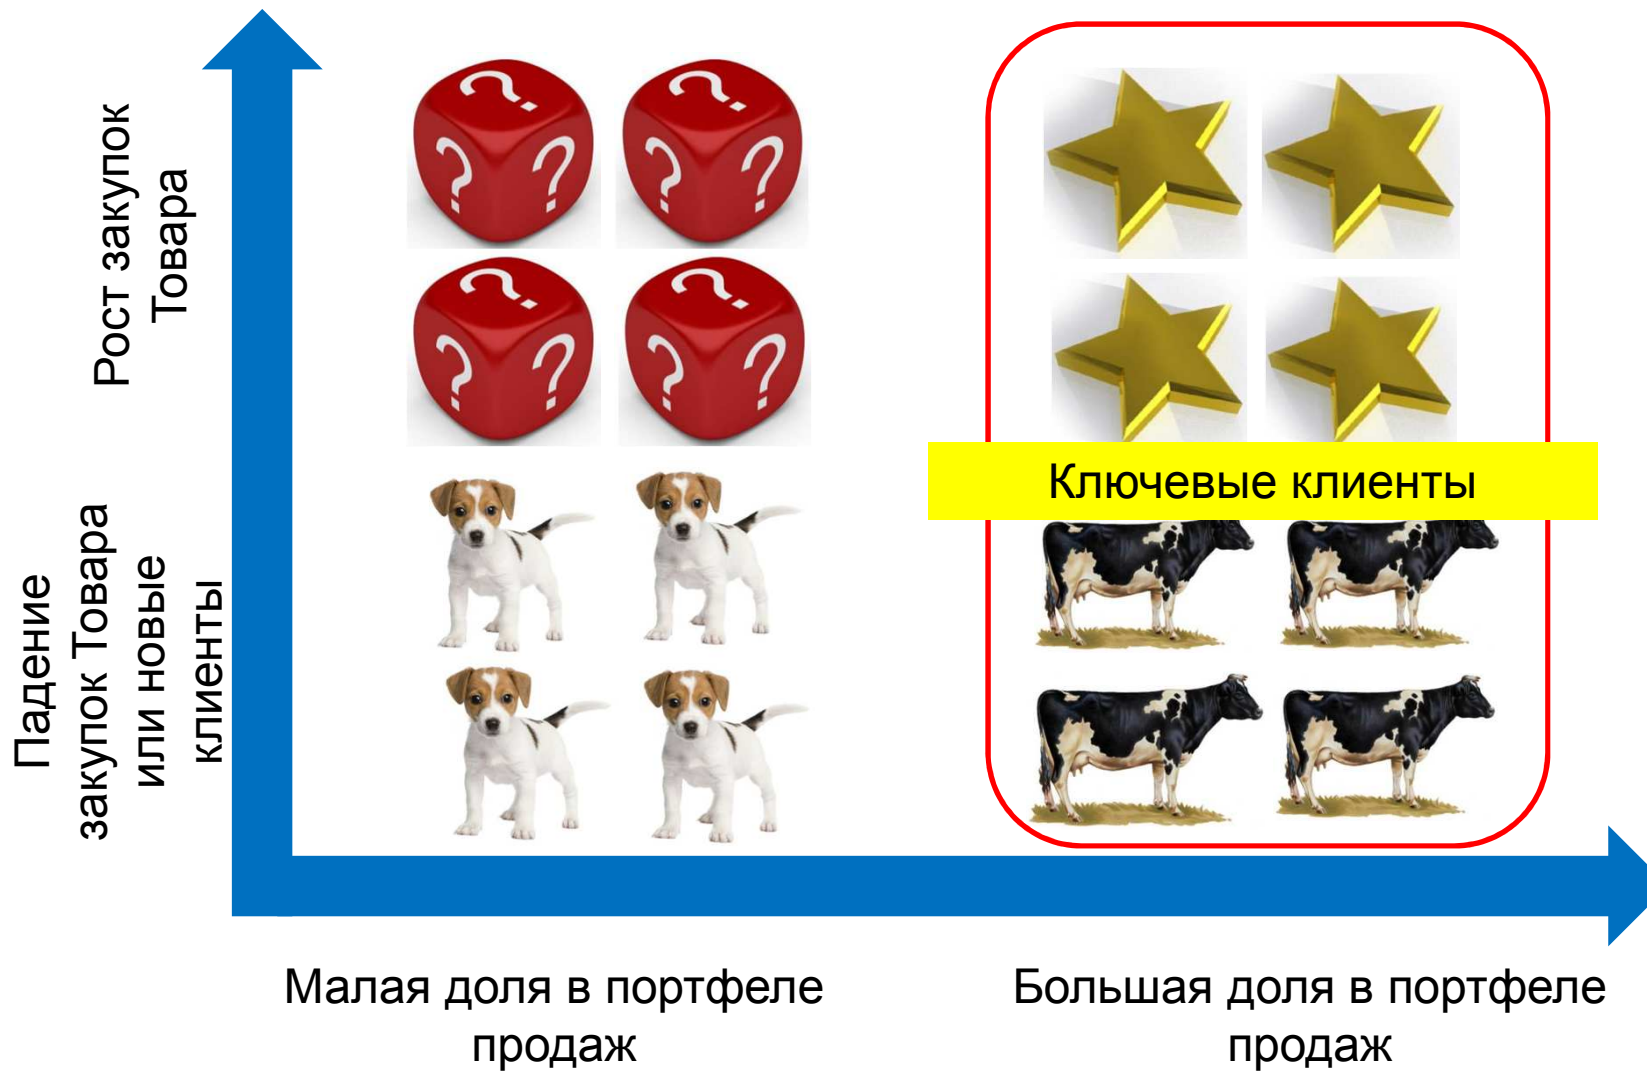 Рост закупок
Товара
Ключевые клиенты
Падение
закупок Товара
или новые
клиенты
Малая доля в портфеле
продаж
Большая доля в портфеле
продаж